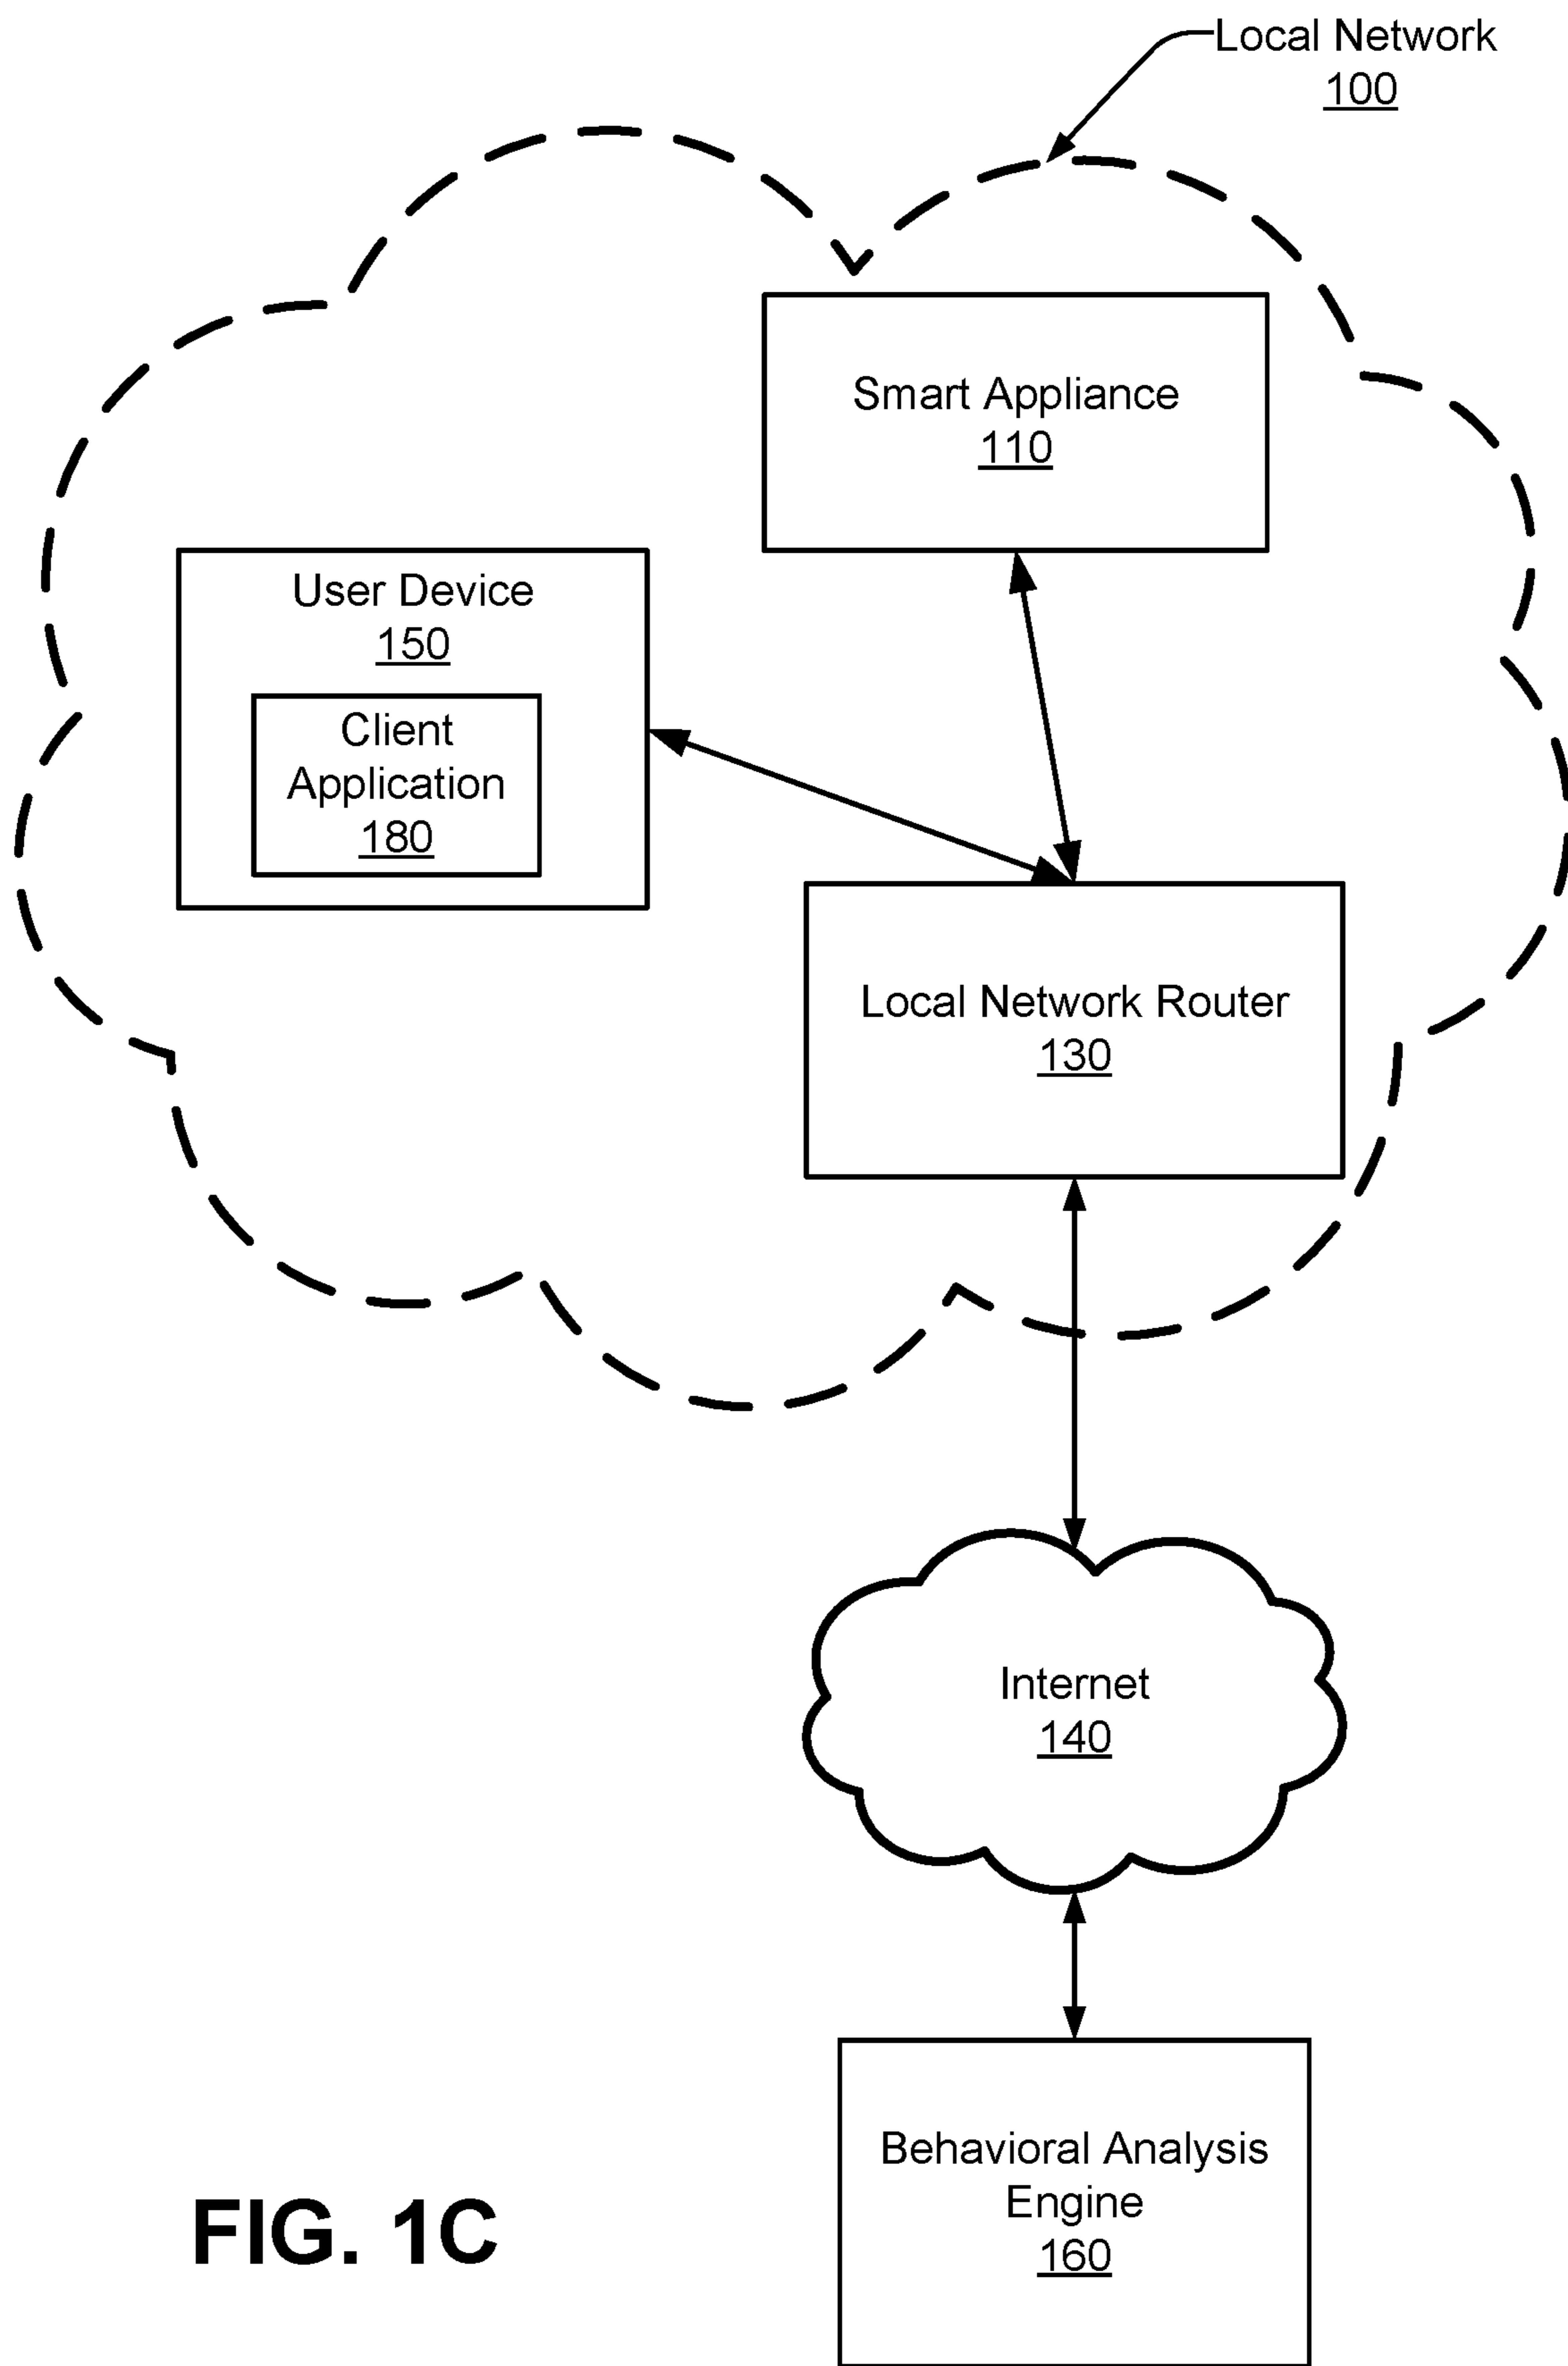 Local Network
100
Smart Appliance
110
User Device
150
Client
Application
180
Local Network Router
130
Internet
140
Behavioral Analysis
Engine
160
FIG. 1C